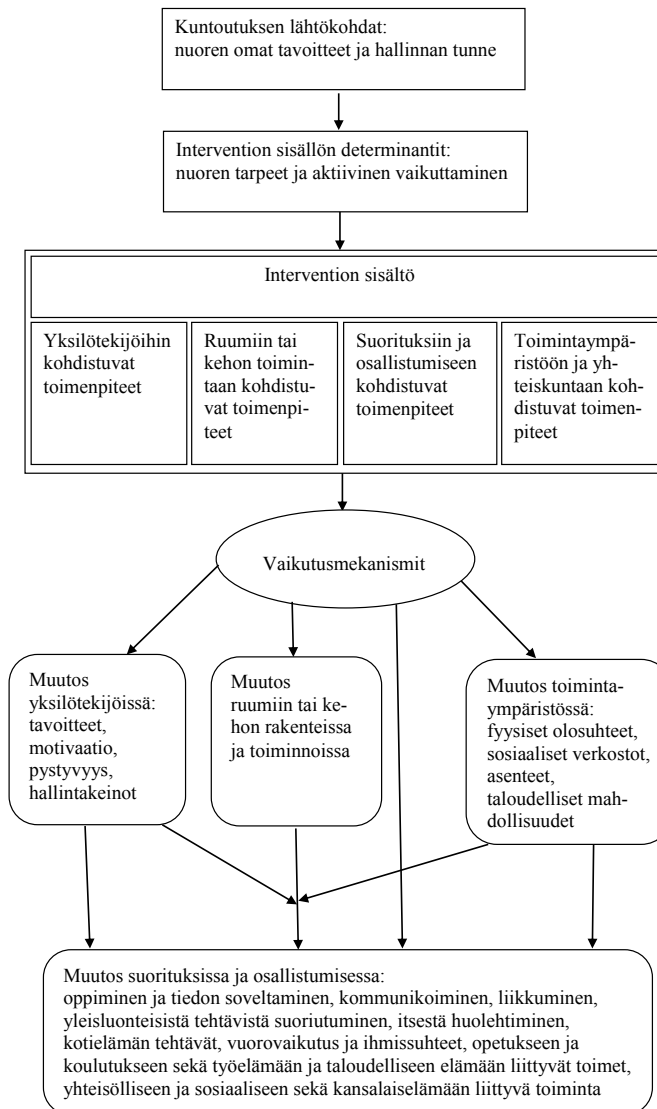 Kuntoutuksen lähtökohdat:
nuoren omat tavoitteet ja hallinnan tunne
Intervention sisällön determinantit:
nuoren tarpeet ja aktiivinen vaikuttaminen
Intervention sisältö
Yksilötekijöihin
kohdistuvat
toimenpiteet
Ruumiin tai
kehon toimin-
taan kohdistu-
vat toimenpi-
teet
Suorituksiin ja
osallistumiseen
kohdistuvat
toimenpiteet
Toimintaympä-
ristöön ja yh-
teiskuntaan koh-
distuvat toimen-
piteet
Vaikutusmekanismit
Muutos
yksilötekijöissä:
tavoitteet,
motivaatio,
pystyvyys,
hallintakeinot
Muutos
ruumiin tai ke-
hon rakenteissa
ja toiminnoissa
Muutos toiminta-
ympäristössä:
fyysiset olosuhteet,
sosiaaliset verkostot,
asenteet,
taloudelliset mah-
dollisuudet
Muutos suorituksissa ja osallistumisessa:
oppiminen ja tiedon soveltaminen, kommunikoiminen, liikkuminen,
yleisluonteisistä tehtävistä suoriutuminen, itsestä huolehtiminen,
kotielämän tehtävät, vuorovaikutus ja ihmissuhteet, opetukseen ja
koulutukseen sekä työelämään ja taloudelliseen elämään liittyvät toimet,
yhteisölliseen ja sosiaaliseen sekä kansalaiselämään liittyvä toiminta